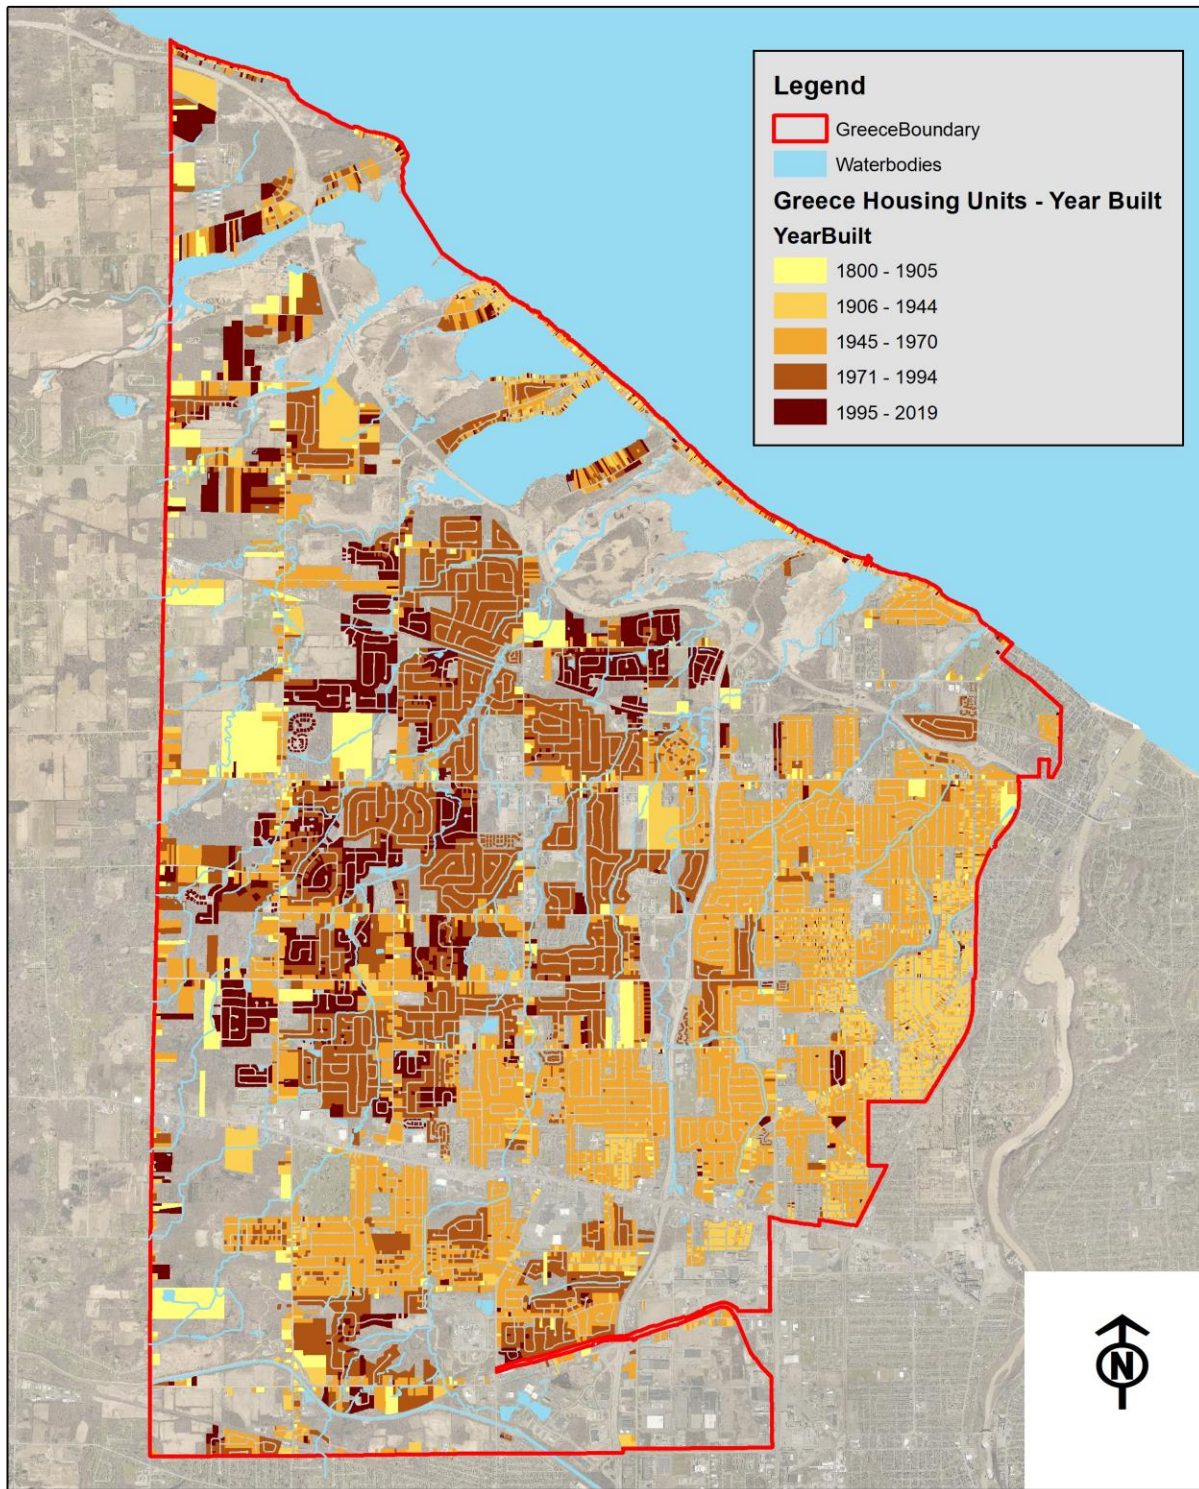 Legend
GreeceBoundary
Waterbodies
Greece Housing Units - Year Built
YearBuilt
1800 - 1905
1906 - 1944
1945 - 1970
1971 - 1994
1995 - 2019
N